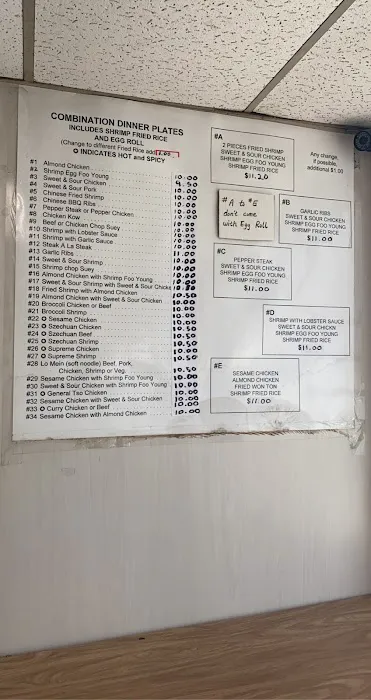 COMBINATION DINNER PLATES
INCLUDES SHRIMP FRIED RICE
AND EGG ROLL
(Change to different Fried Rice add
INDICATES HOT and SPICY
#1 Almond Chicken 10.00
#2 Shrimp Egg Foo Young 10.00
#3 Sweet & Sour Chicken 9.50
#4 Sweet & Sour Pork 10.00
#5 Chinese Fried Shrimp 10.00
#6 Chinese BBQ Ribs 10.00
#7 Pepper Steak or Pepper Chicken 10.00
#8 Chicken Kow 10.00
#9 Beef or Chicken Chop Suey 10.00
#10 Shrimp with Lobster Sauce
#11 Shrimp with Garlic Sauce
#12 Steak A La Steak
#13 Garlic Ribs 11.00
#14 Sweet & Sour Shrimp 10.00
#15 Shrimp chop Suey 10.00
#16 Almond Chicken with Shrimp Foo Young 10.00
#17 Sweet & Sour Shrimp with Sweet & Sour Chicken
#18 Fried Shrimp with Almond Chicken
#19 Almond Chicken with Sweet & Sour Chicken 10.50
#20 Broccoli Chicken or Beef 10.00
#21 Broccoli Shrimp
#22 Sesame Chicken 10.00
#23 Szechuan Chicken 10.50
#24 Szechuan Beef 10.50
#25 Szechuan Shrimp 10.50
#26 Supreme Chicken 10.50
#27 Supreme Shrimp 10.50
#28 Lo Mein (soft noodle) Beef, Pork,
Chicken, Shrimp or Veg. 10.50
#29 Sesame Chicken with Shrimp Foo Young 10.00
#30 Sweet & Sour Chicken with Shrimp Foo Young 10.00
#31 General Tso Chicken 10.00
#32 Sesame Chicken with Sweet & Sour Chicken 10.00
#33 Curry Chicken or Beef 10.00
#34 Sesame Chicken with Almond Chicken 10.50
#A
2 PIECES FRIED SHRIMP
SWEET & SOUR CHICKEN
SHRIMP EGG FOO YOUNG
SHRIMP FRIED RICE
$11.20
Any change,
if possible,
additional $1.00
#A to #E
don't come
with Egg Roll
#B
GARLIC RIBS
SWEET & SOUR CHICKEN
SHRIMP EGG FOO YOUNG
SHRIMP FRIED RICE
$11.00
#C
PEPPER STEAK
SWEET & SOUR CHICKEN
SHRIMP EGG FOO YOUNG
SHRIMP FRIED RICE
$11.00
#D
SHRIMP WITH LOBSTER SAUCE
SWEET & SOUR CHICKEN
SHRIMP EGG FOO YOUNG
SHRIMP FRIED RICE
$11.00
#E
SESAME CHICKEN
ALMOND CHICKEN
FRIED WON TON
SHRIMP FRIED RICE
$11.00